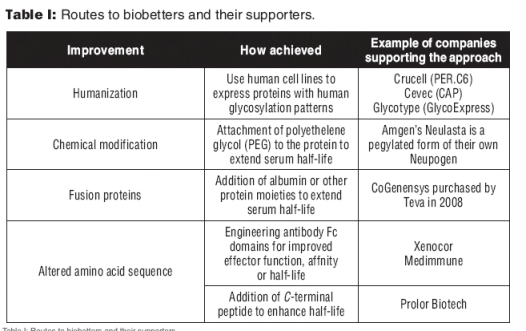 Table I: Routes to biobetters and their supporters.
Improvement
How achieved
Example of companies
supporting the approach
Humanization
Use human cell lines to
express proteins with human
glycosylation patterns
Crucell (PER.C6)
Cevec (CAP)
Glycotype (GlycoExpress)
Chemical modification
Attachment of polyethelene
glycol (PEG) to the protein to
extend serum half-life
Amgen's Neulasta is a
pegylated form of their own
Neupogen
Fusion proteins
Addition of albumin or other
protein moieties to extend
serum half-life
CoGenensys purchased by
Teva in 2008
Altered amino acid sequence
Engineering antibody Fc
domains for improved
effector function, affnity
or half-life
Xenocor
Medimmune
Addition of C-terminal
peptide to enhance half-life
Prolor Biotech
Table I: Routes to biobetters and their supporters